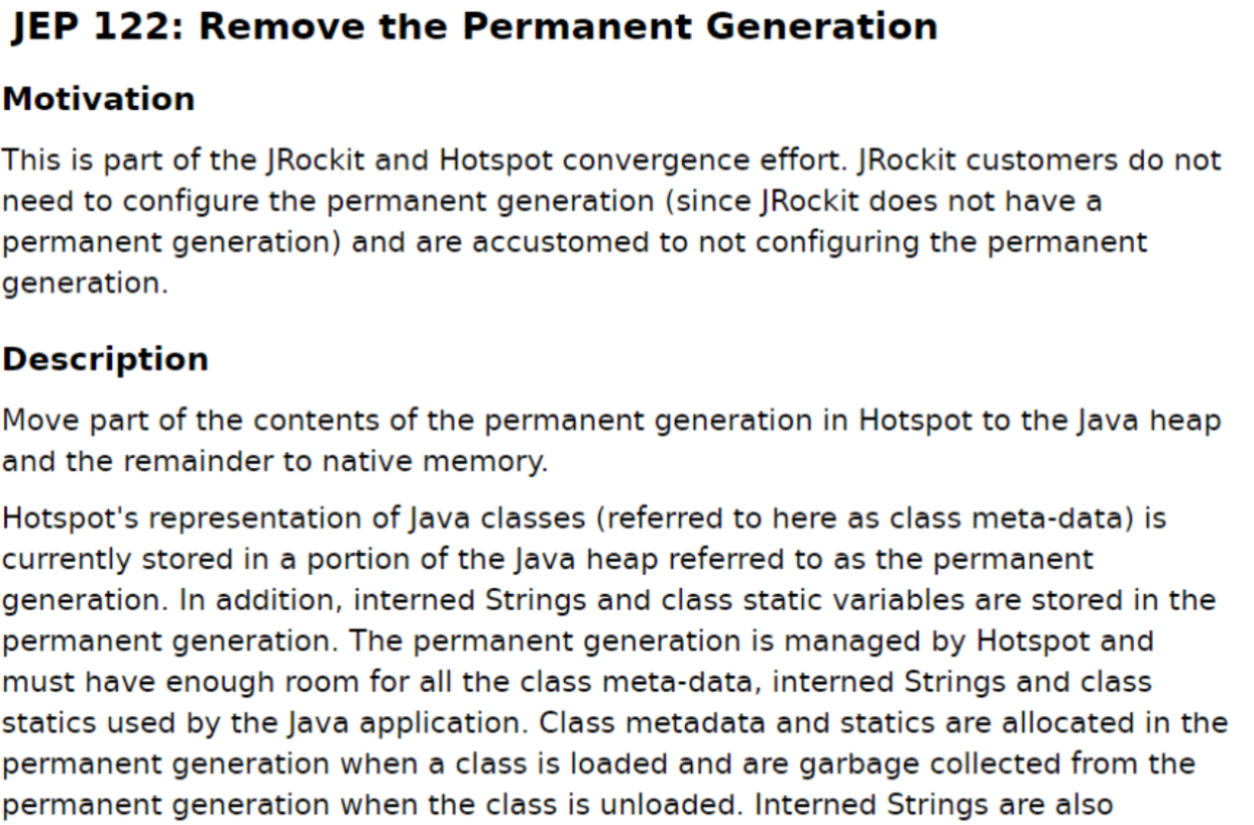 JEP 122: Remove the Permanent Generation
Motivation
This is part of the JRockit and Hotspot convergence effort. JRockit customers do not
need to configure the permanent generation (since JRockit does not have a
permanent generation) and are accustomed to not configuring the permanent
generation.
Description
Move part of the contents of the permanent generation in Hotspot to the Java heap
and the remainder to native memory.
Hotspot's representation of Java classes (referred to here as class meta-data) is
currently stored in a portion of the Java heap referred to as the permanent
generation. In addition, interned Strings and class static variables are stored in the
permanent generation. The permanent generation is managed by Hotspot and
must have enough room for all the class meta-data, interned Strings and class
statics used by the Java application. Class metadata and statics are allocated in the
permanent generation when a class is loaded and are garbage collected from the
permanent generation when the class is unloaded. Interned Strings are also